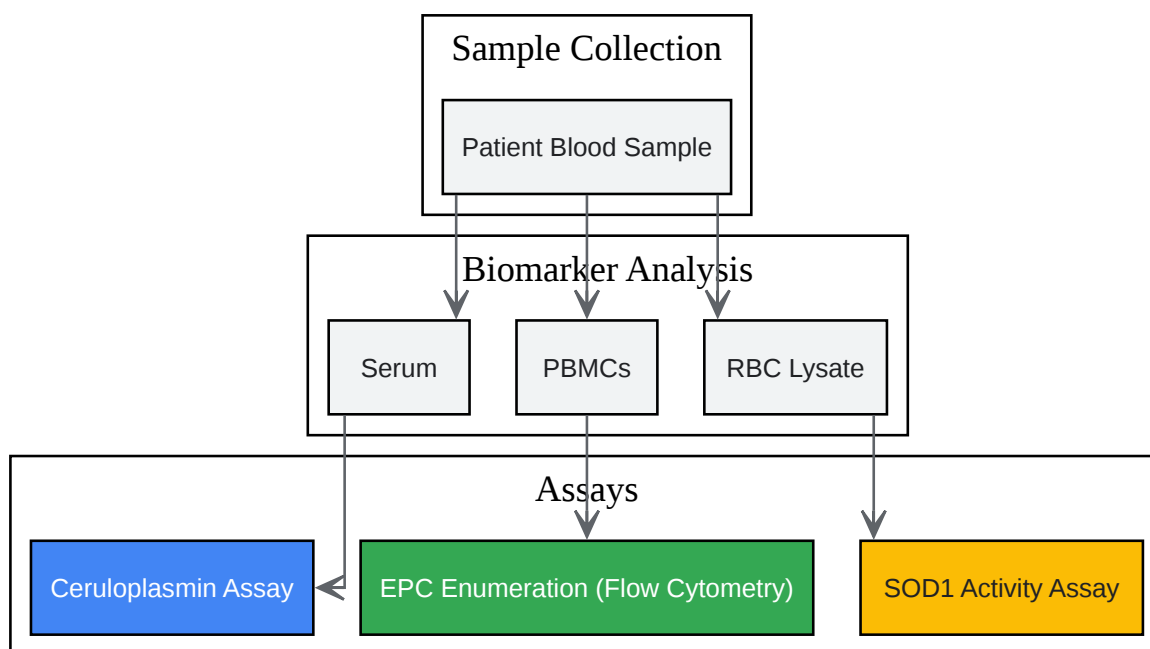 Sample Collection
Patient Blood Sample
Biomarker Analysis
Serum
PBMCs
RBC Lysate
Assays
Ceruloplasmin Assay
EPC Enumeration (Flow Cytometry)
SOD1 Activity Assay